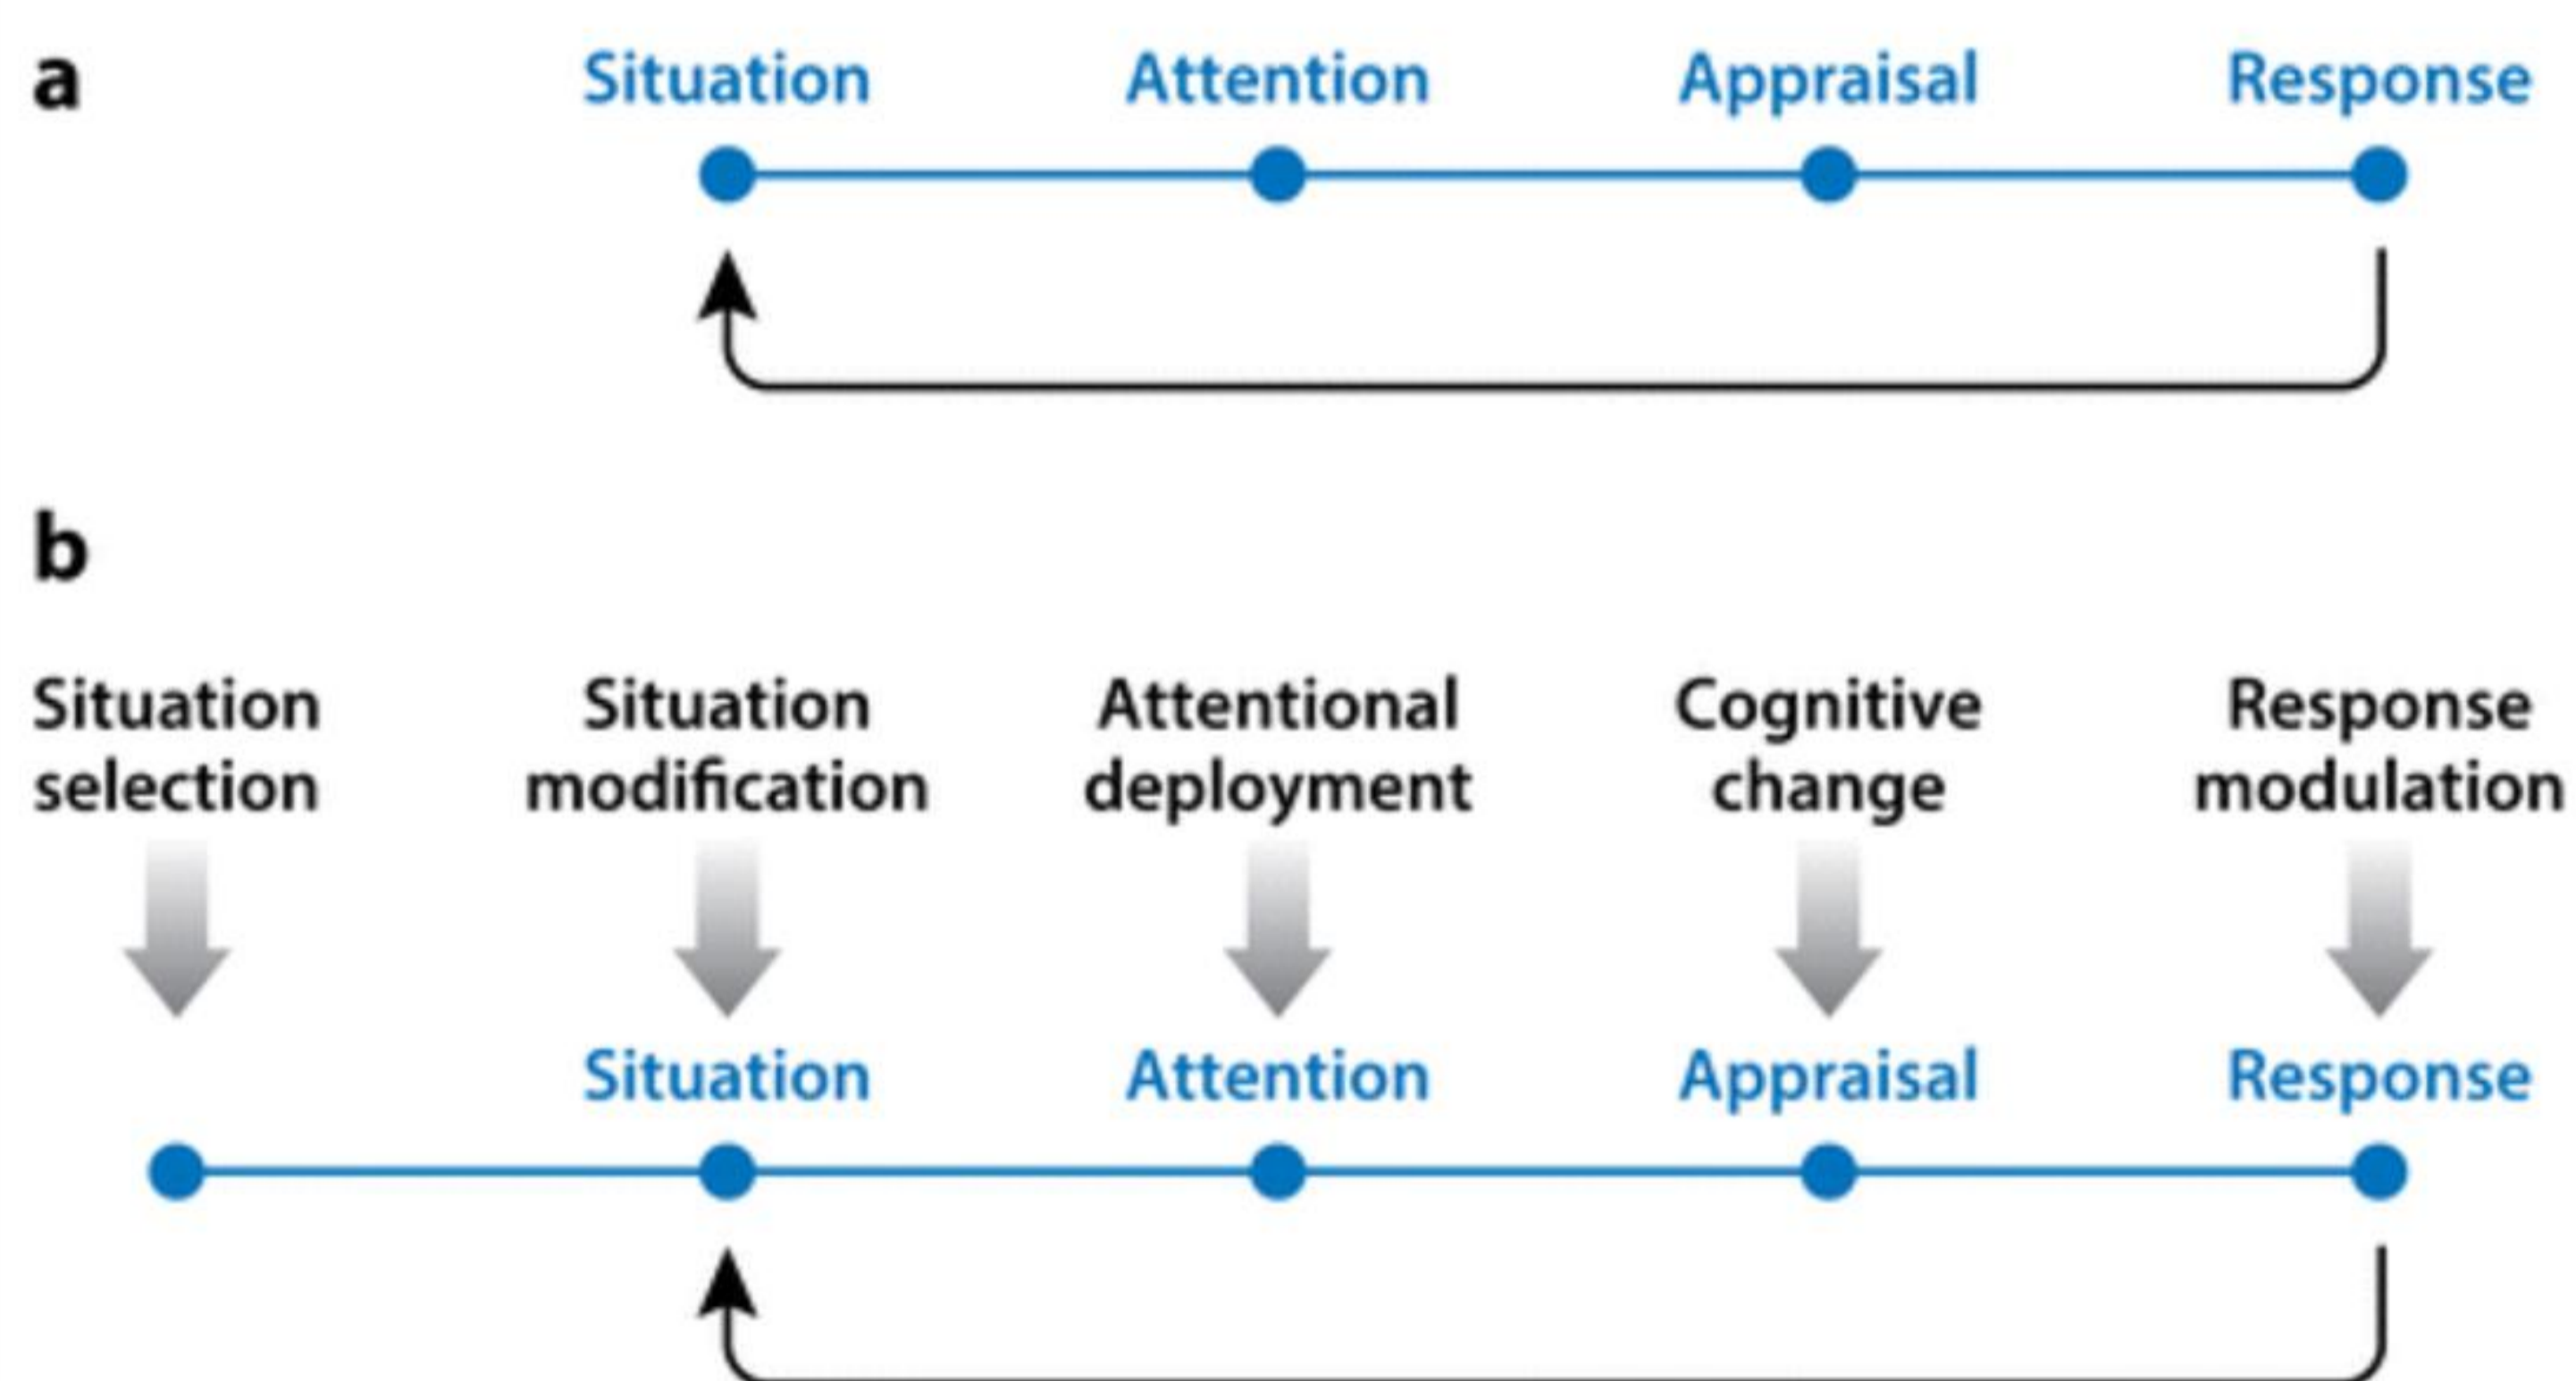 a
Situation Attention Appraisal Response
b
Situation Situation Attentional Cognitive Response
selection modification deployment change modulation
Situation Attention Appraisal Response